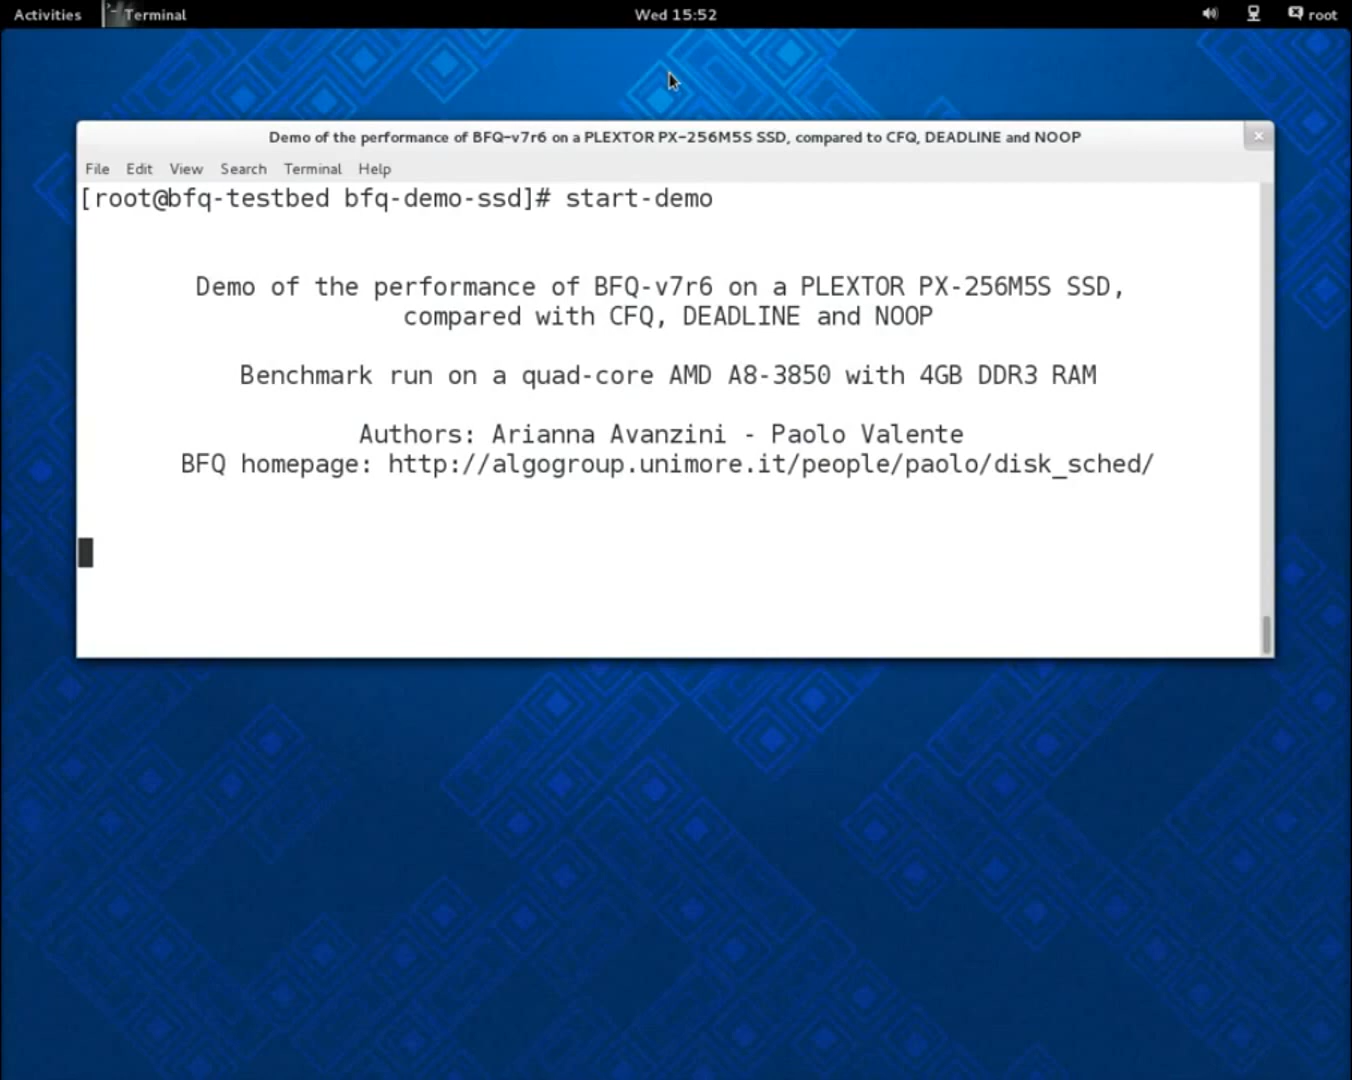 Activities Terminal Wed 15:52 root
Demo of the performance of BFQ-v7r6 on a PLEXTOR PX-256M5S SSD, compared to CFQ, DEADLINE and NOOP
File Edit View Search Terminal Help
[root@bfq-testbed bfq-demo-ssd]# start-demo
Demo of the performance of BFQ-v7r6 on a PLEXTOR PX-256M5S SSD,
compared with CFQ, DEADLINE and NOOP
Benchmark run on a quad-core AMD A8-3850 with 4GB DDR3 RAM
Authors: Arianna Avanzini - Paolo Valente
BFQ homepage: http://algogroup.unimore.it/people/paolo/disk_sched/